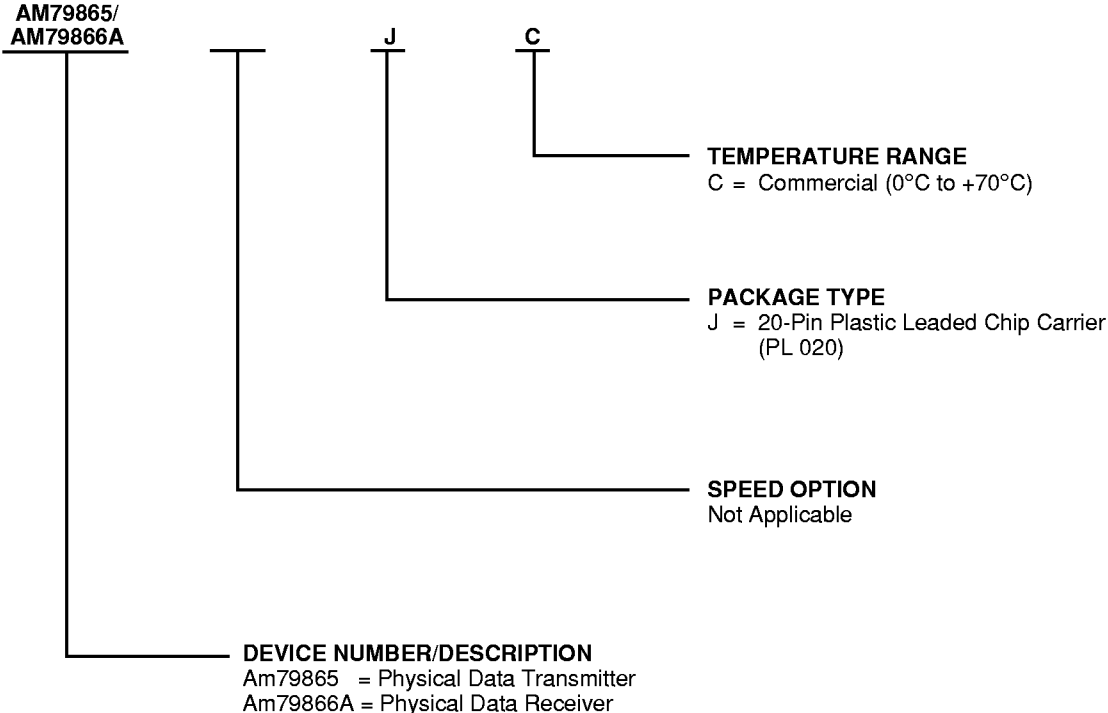 AM79865/
AM79866A
J
C
TEMPERATURE RANGE
C = Commercial (0°C to +70°C)
PACKAGE TYPE
J = 20-Pin Plastic Leaded Chip Carrier
(PL 020)
SPEED OPTION
Not Applicable
DEVICE NUMBER/DESCRIPTION
Am79865 = Physical Data Transmitter
Am79866A = Physical Data Receiver